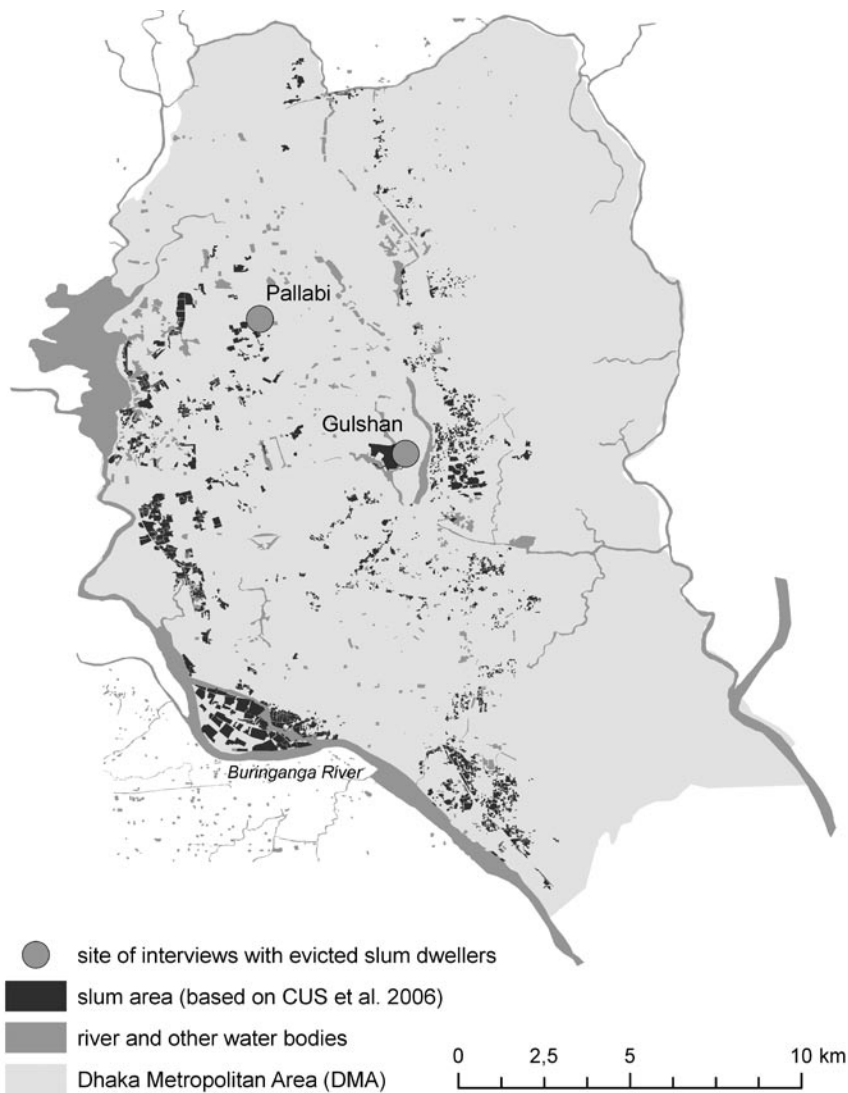 Pallabi
Gulshan
Buringanga River
site of interviews with evicted slum dwellers
slum area (based on CUS et al. 2006)
river and other water bodies
Dhaka Metropolitan Area (DMA)
0 2,5 5 10 km